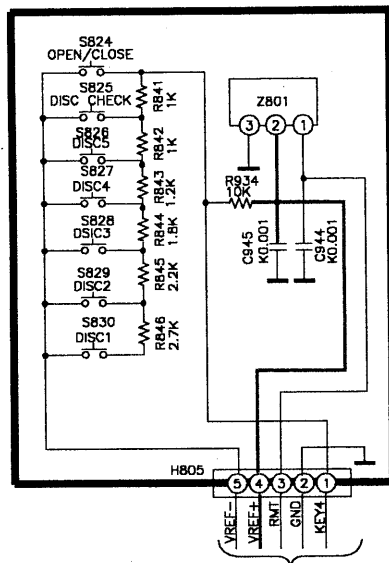 S824
OPEN/CLOSE
S825
DISC CHECK
S826
DISC5
S827
DISC4
S828
DSIC3
S829
DISC2
S830
DISC1
R841
1K
R842
1K
R843
1.2K
R844
1.8K
R845
2.2K
R846
2.7K
Z801
3 2 1
R934
10K
C945
K0.001
C944
K0.001
H805
5 4 3 2 1
VREF-
VREF+
RMT
GND
KEY4